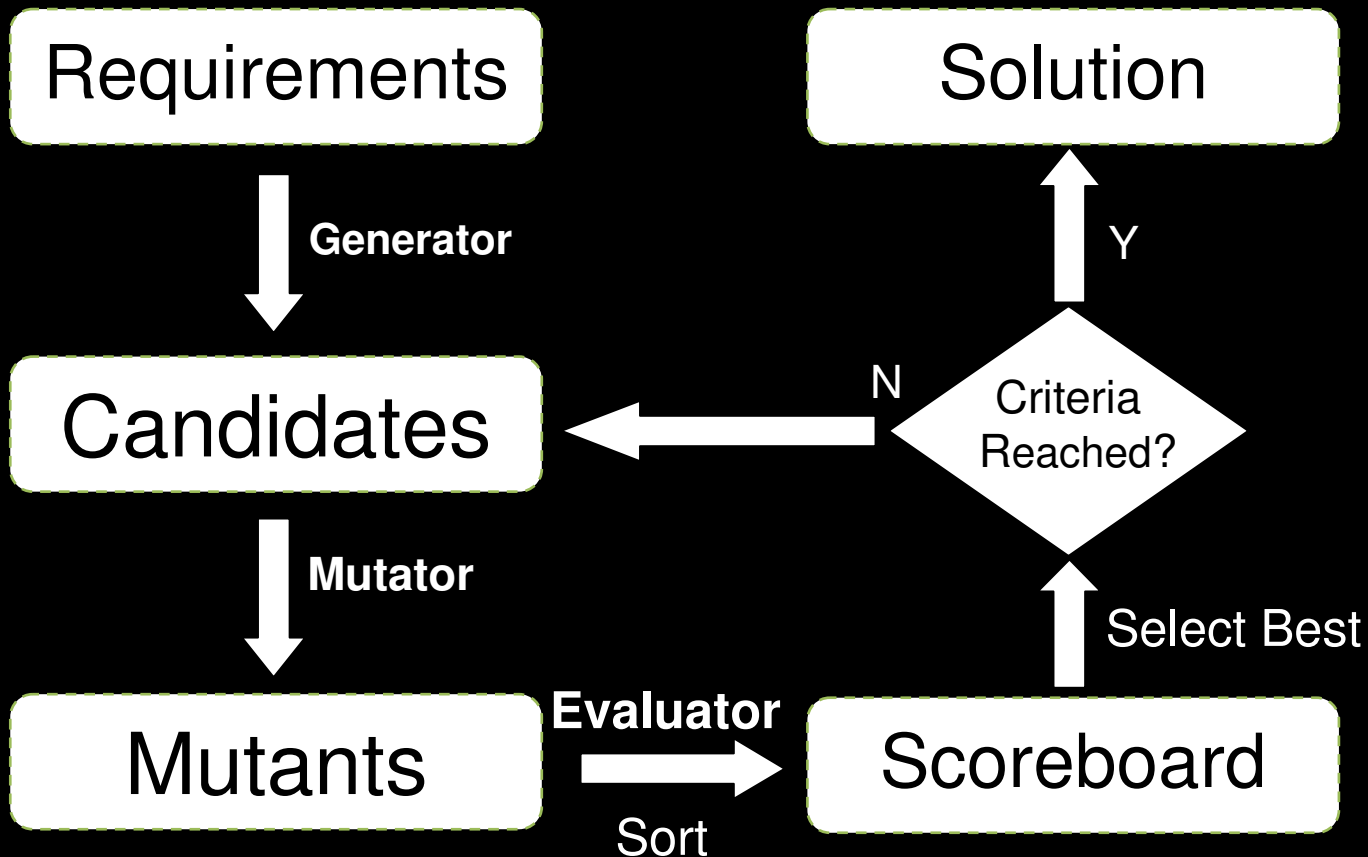 Requirements
Solution
Generator
Y
N
Criteria
Reached?
Candidates
Mutator
Select Best
Evaluator
Mutants
Scoreboard
Sort